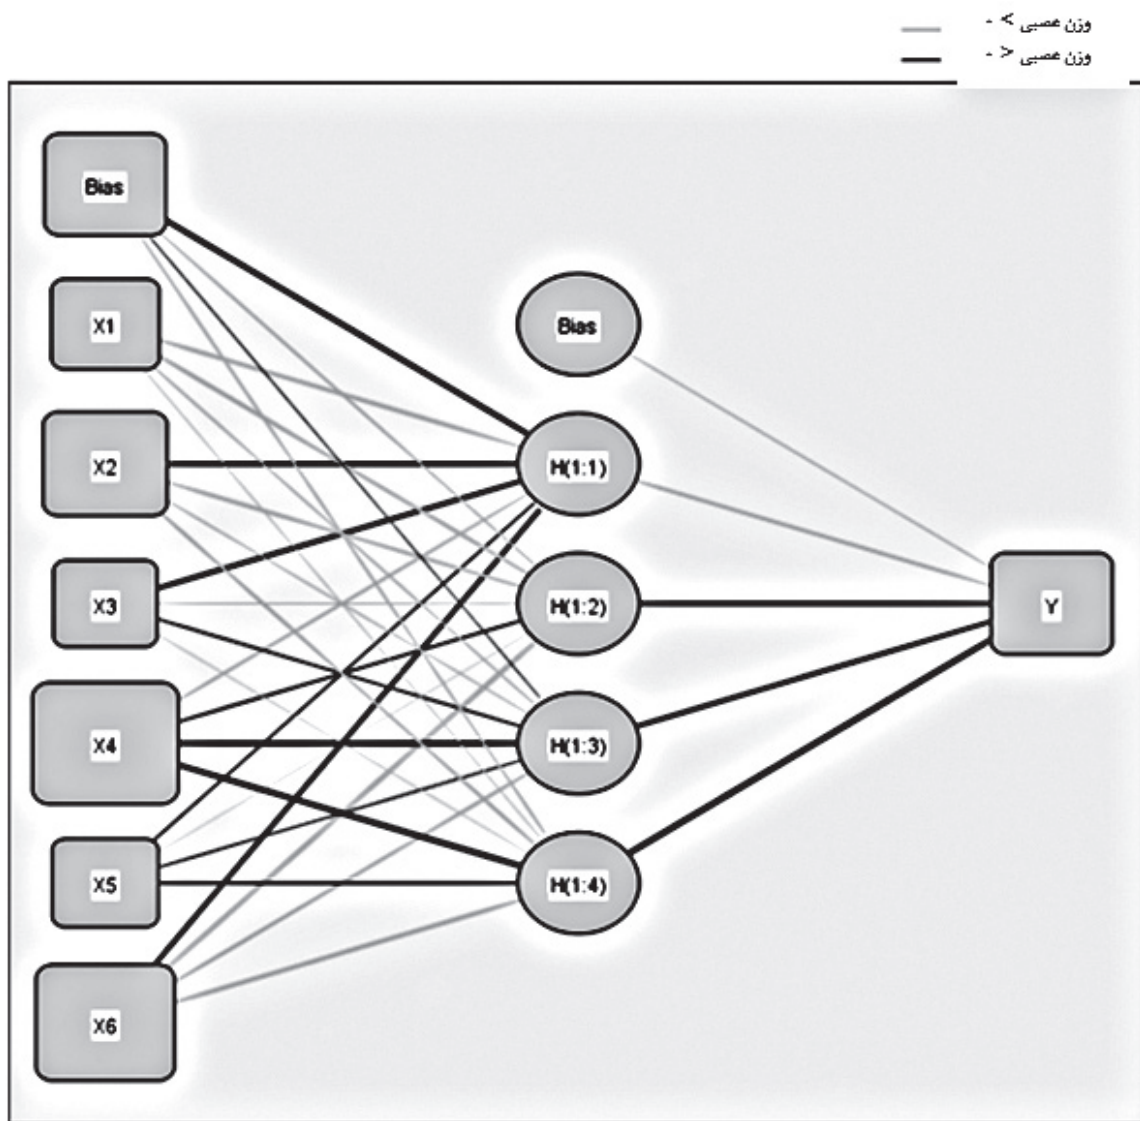 وزن عصبی > ۰
وزن عصبی < ۰
Bias
X1
X2
X3
X4
X5
X6
Bias
H(1:1)
H(1:2)
H(1:3)
H(1:4)
Y